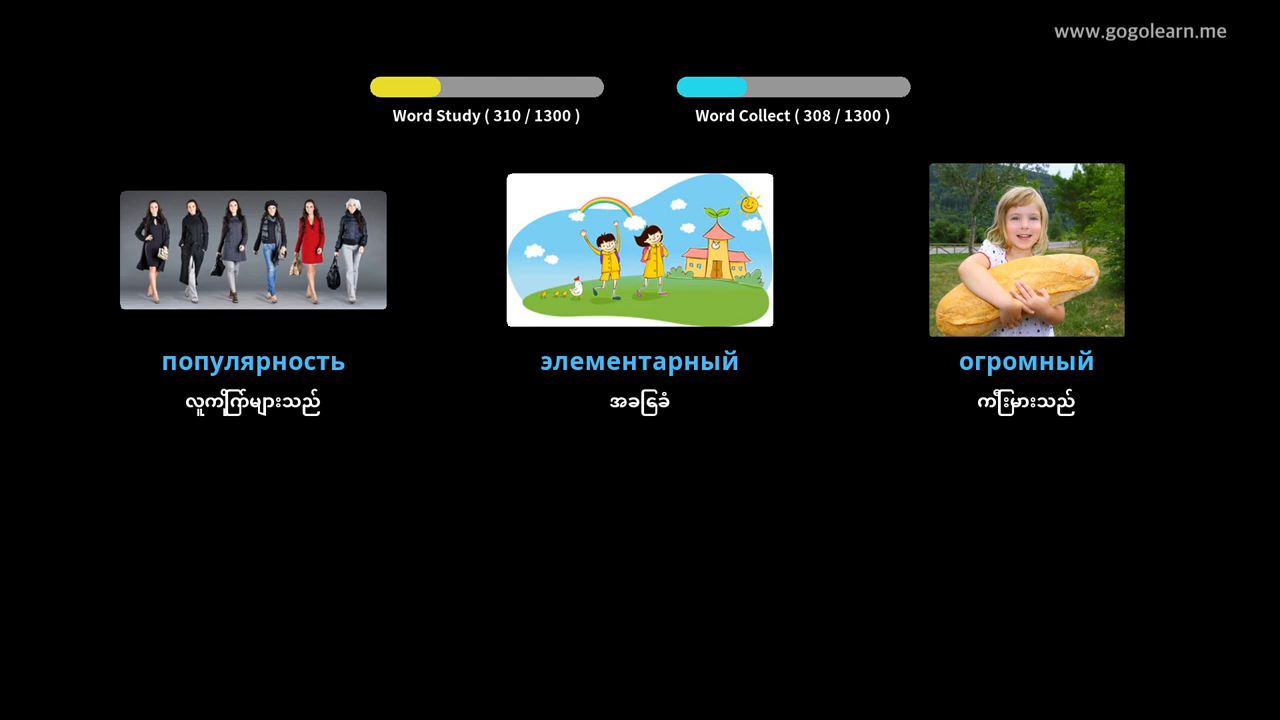 www.gogolearn.me
Word Study ( 310 / 1300 )
Word Collect ( 308 / 1300 )
популярность
элементарный
огромный
လူကြိုက်များသည်
အခြေခံ
ကြီးမားသည်